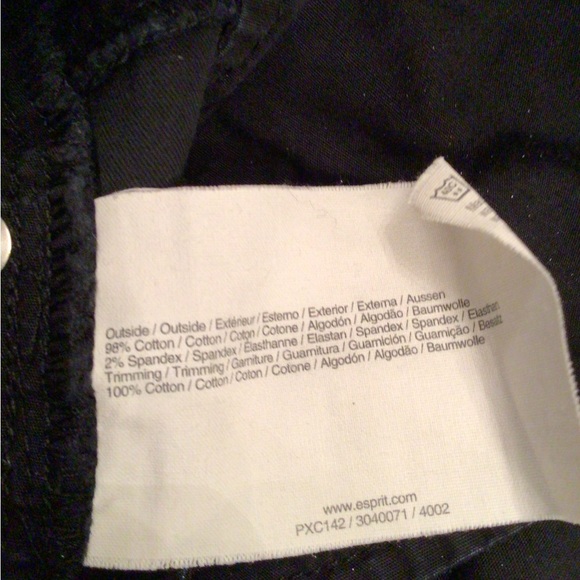 Outside / Outside / Extérieur / Esterno / Exterior / Externa / Aussen
98% Cotton / Cotton / Coton / Cotone / Algodón / Algodão / Baumwolle
2% Spandex / Spandex / Élasthanne / Elastan / Spandex / Spandex / Elasthan
Trimming / Trimming / Garniture / Guarnitura / Guarnición / Guarnição / Besatz
100% Cotton / Cotton / Coton / Cotone / Algodón / Algodão / Baumwolle
www.esprit.com
PXC142 / 3040071 / 4002